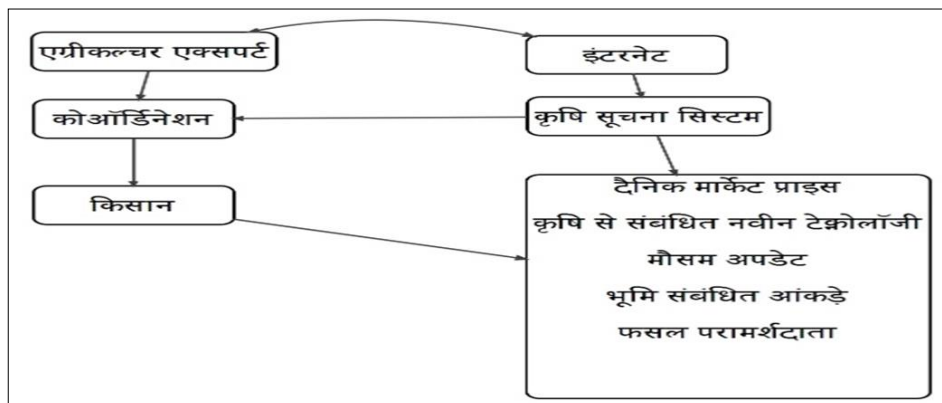 एग्रीकल्चर एक्सपर्ट
इंटरनेट
कोऑर्डिनेशन
कृषि सूचना सिस्टम
किसान
दैनिक मार्केट प्राइस
कृषि से संबंधित नवीन टेक्नोलॉजी
मौसम अपडेट
भूमि संबंधित आंकड़े
फसल परामर्शदाता